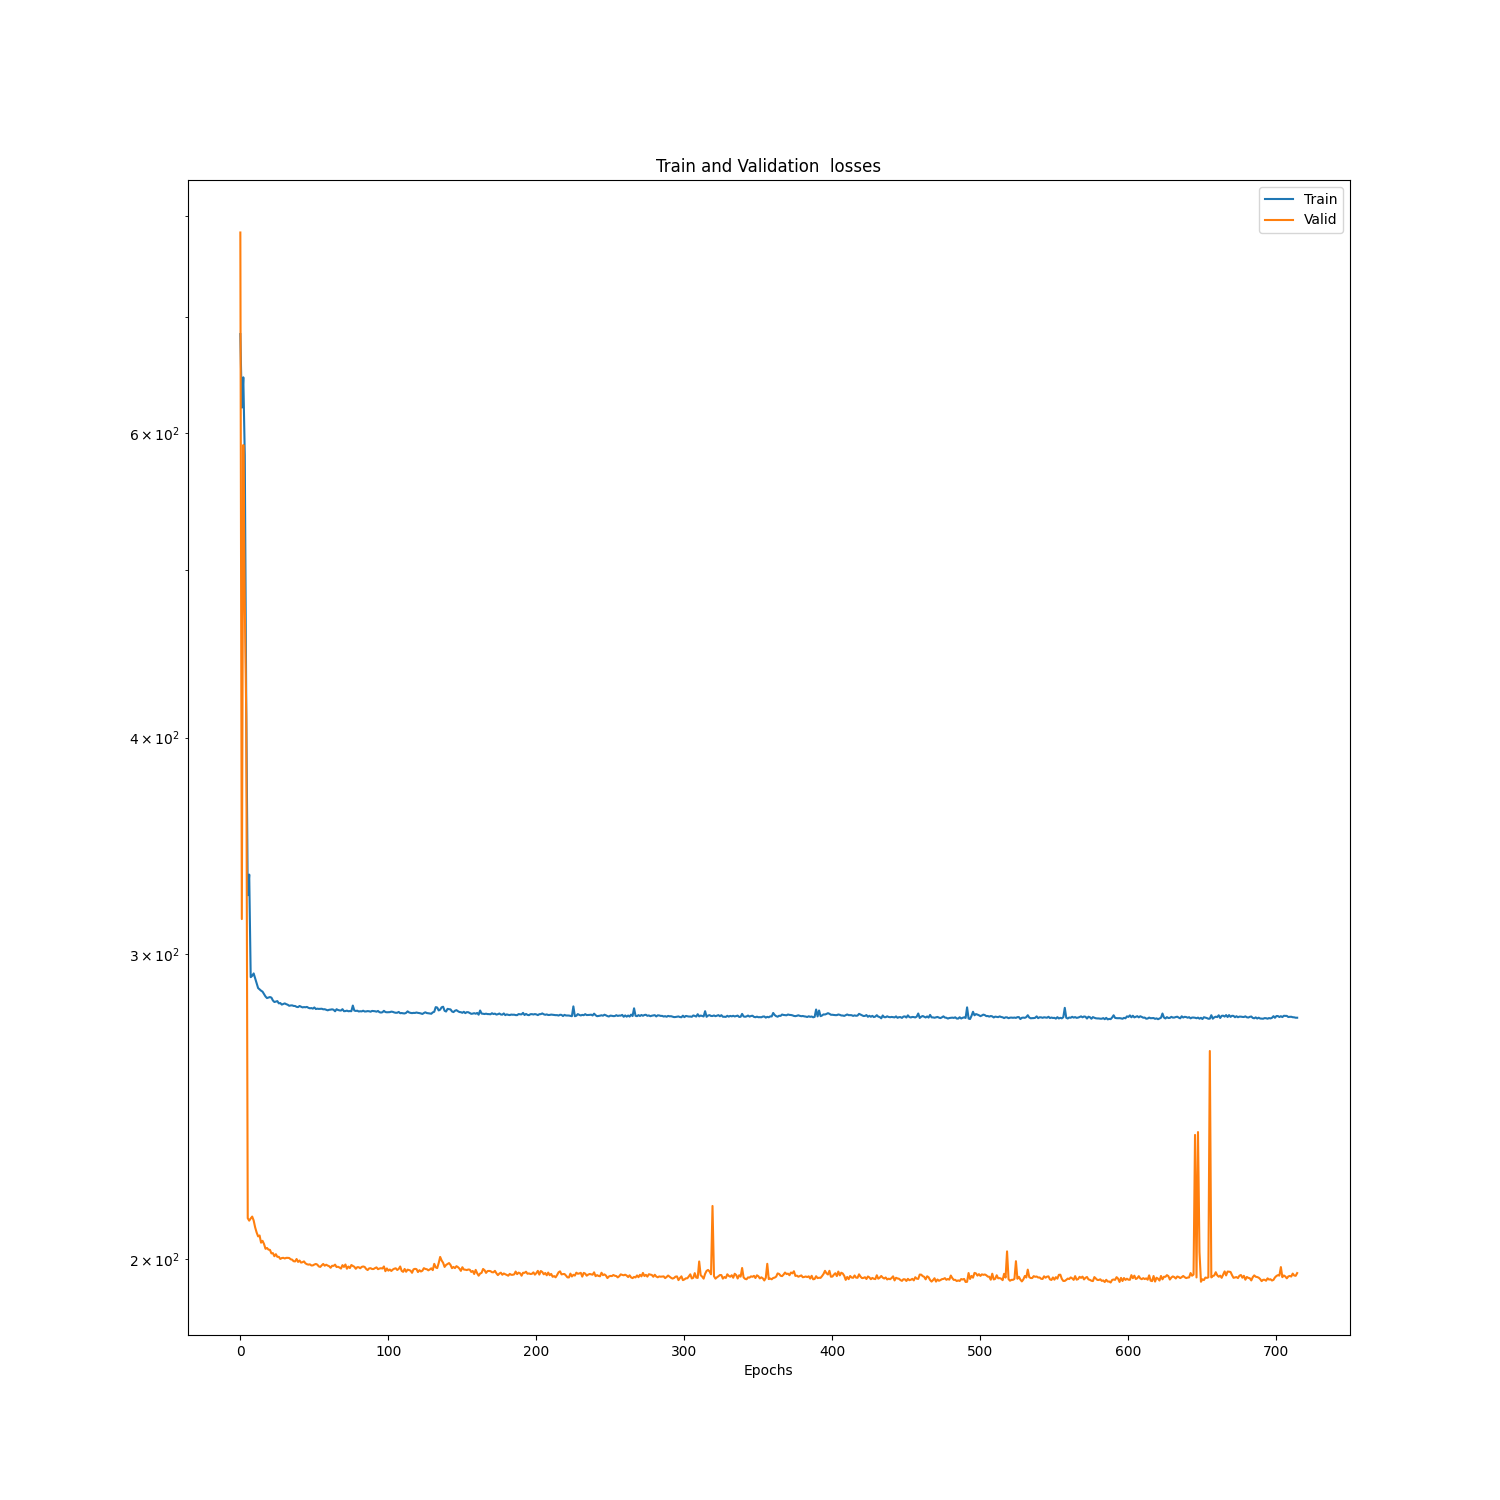 Train and Validation  losses
Train
Valid
6 × 10²
4 × 10²
3 × 10²
2 × 10²
0 100 200 300 400 500 600 700
Epochs